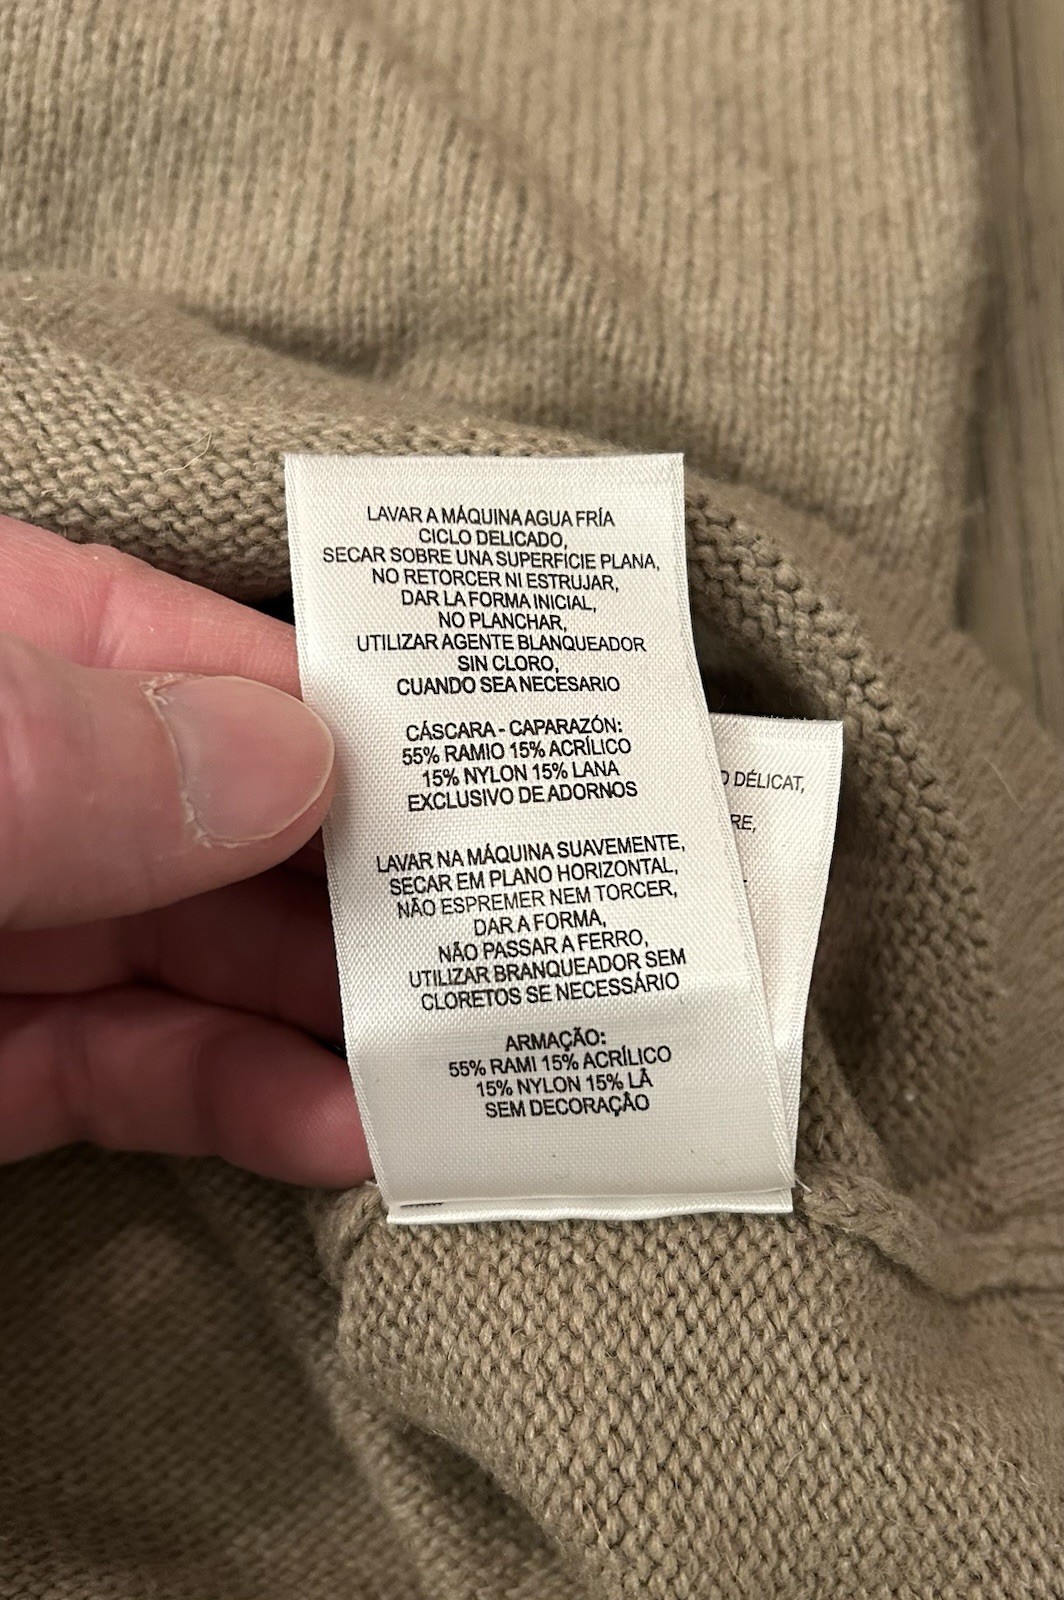 LAVAR A MÁQUINA AGUA FRÍA
CICLO DELICADO,
SECAR SOBRE UNA SUPERFICIE PLANA,
NO RETORCER NI ESTRUJAR,
DAR LA FORMA INICIAL,
NO PLANCHAR,
UTILIZAR AGENTE BLANQUEADOR
SIN CLORO,
CUANDO SEA NECESARIO
CÁSCARA - CAPARAZÓN:
55% RAMIO 15% ACRÍLICO
15% NYLON 15% LANA
EXCLUSIVO DE ADORNOS
LAVAR NA MÁQUINA SUAVEMENTE,
SECAR EM PLANO HORIZONTAL,
NÃO ESPREMER NEM TORCER,
DAR A FORMA,
NÃO PASSAR A FERRO,
UTILIZAR BRANQUEADOR SEM
CLORETOS SE NECESSÁRIO
ARMAÇÃO:
55% RAMI 15% ACRÍLICO
15% NYLON 15% LÃ
SEM DECORAÇÃO
DÉLICAT,
RE,